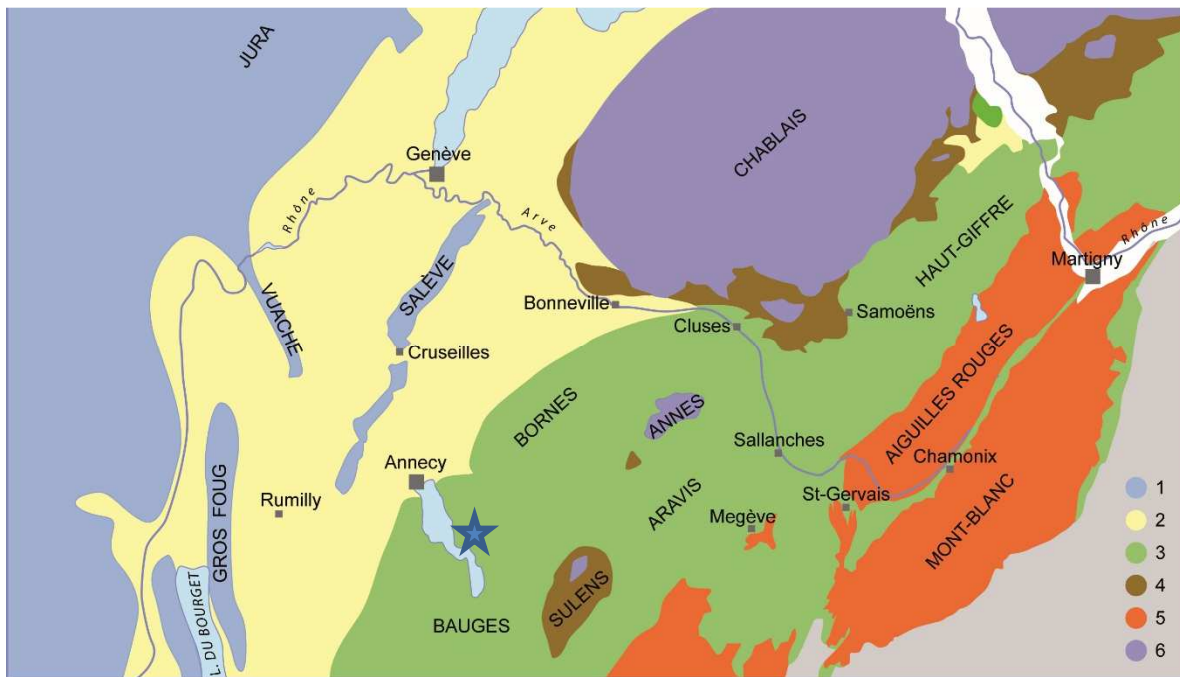 JURA
Genève
Rhône
Arve
CHABLAIS
VUACHE
SALÈVE
Cruseilles
Bonneville
Cluses
Samoëns
HAUT-GIFFRE
Martigny
Rhône
BORNES
ANNES
Sallanches
AIGUILLES ROUGES
Chamonix
St-Gervais
MONT-BLANC
Annecy
Rumilly
GROS FOUG
L. DU BOURGET
ARAVIS
Megève
SULENS
BAUGES
1
2
3
4
5
6